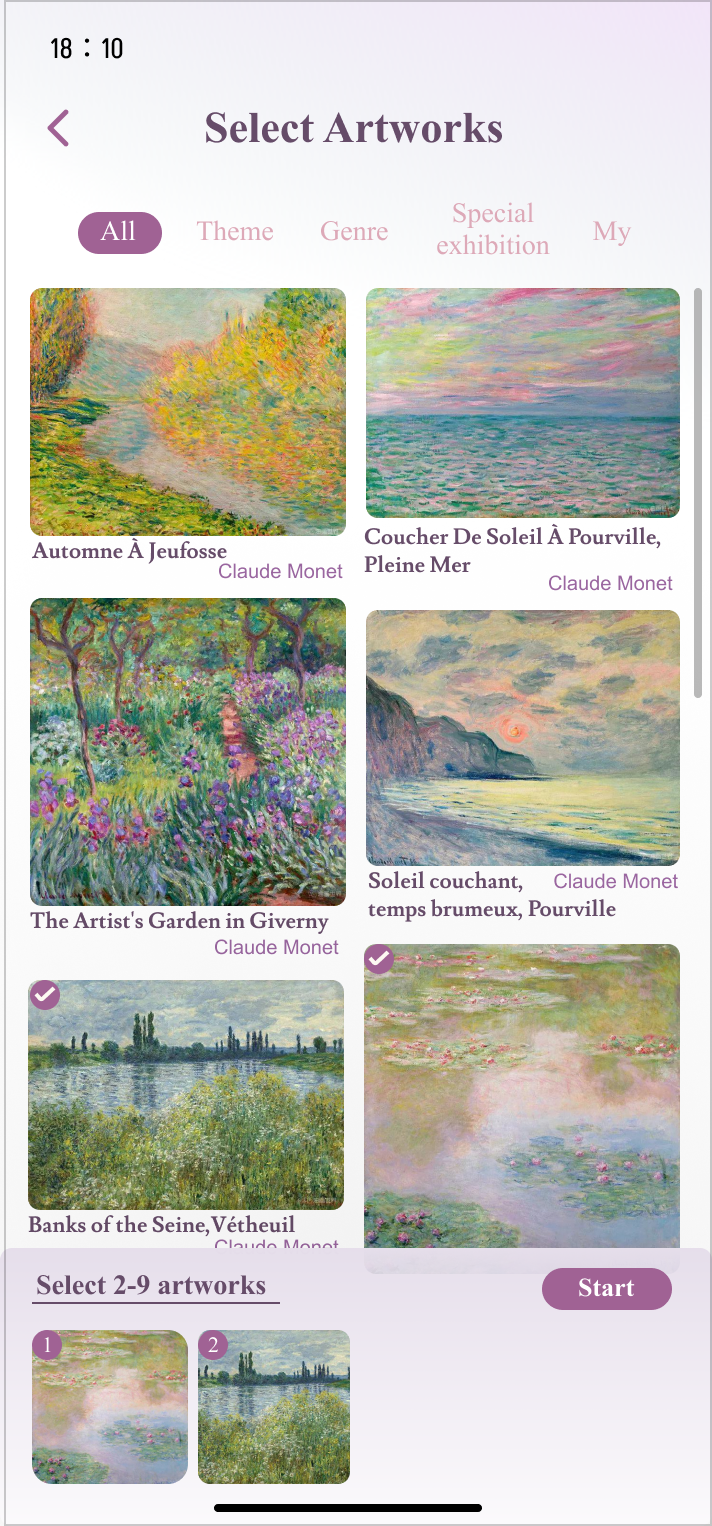 18 : 10
Select Artworks
All
Theme
Genre
Special
exhibition
My
Automne À Jeufosse
Claude Monet
Coucher De Soleil À Pourville,
Pleine Mer
Claude Monet
The Artist's Garden in Giverny
Claude Monet
Soleil couchant,
temps brumeux, Pourville
Claude Monet
Banks of the Seine,Vétheuil
Claude Monet
Select 2-9 artworks
Start
1
2